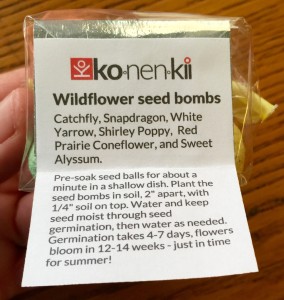 ko·nen·kii
Wildflower seed bombs
Catchfly, Snapdragon, White
Yarrow, Shirley Poppy, Red
Prairie Coneflower, and Sweet
Alyssum.
Pre-soak seed balls for about a
minute in a shallow dish. Plant the
seed bombs in soil, 2" apart, with
1/4" soil on top. Water and keep
seed moist through seed
germination, then water as needed.
Germination takes 4-7 days, flowers
bloom in 12-14 weeks - just in time
for summer!